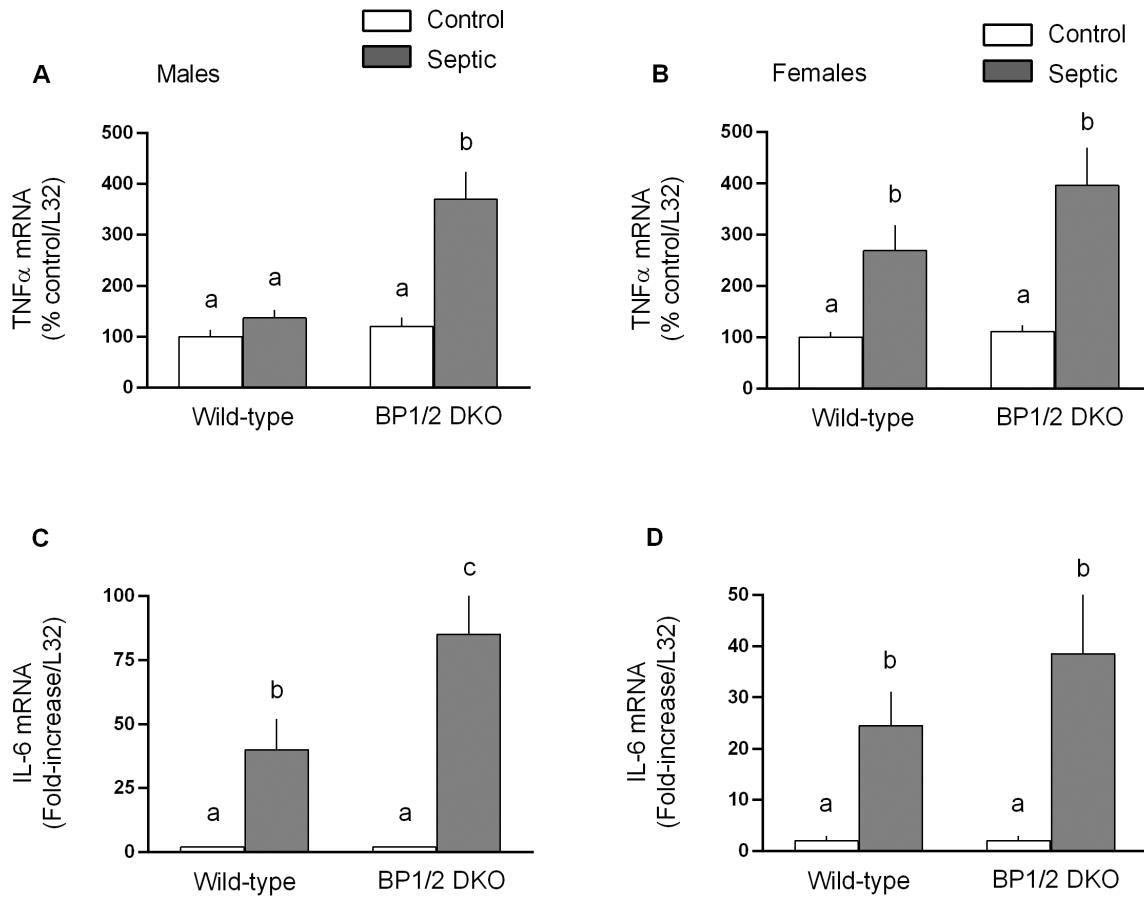 Control
Septic
A
Males
TNFα mRNA
(% control/L32)
500
400
300
200
100
0
a
a
a
b
Wild-type
BP1/2 DKO
Control
Septic
B
Females
TNFα mRNA
(% control/L32)
500
400
300
200
100
0
a
b
a
b
Wild-type
BP1/2 DKO
C
IL-6 mRNA
(Fold-increase/L32)
100
75
50
25
0
a
b
a
c
Wild-type
BP1/2 DKO
D
IL-6 mRNA
(Fold-increase/L32)
50
40
30
20
10
0
a
b
a
b
Wild-type
BP1/2 DKO